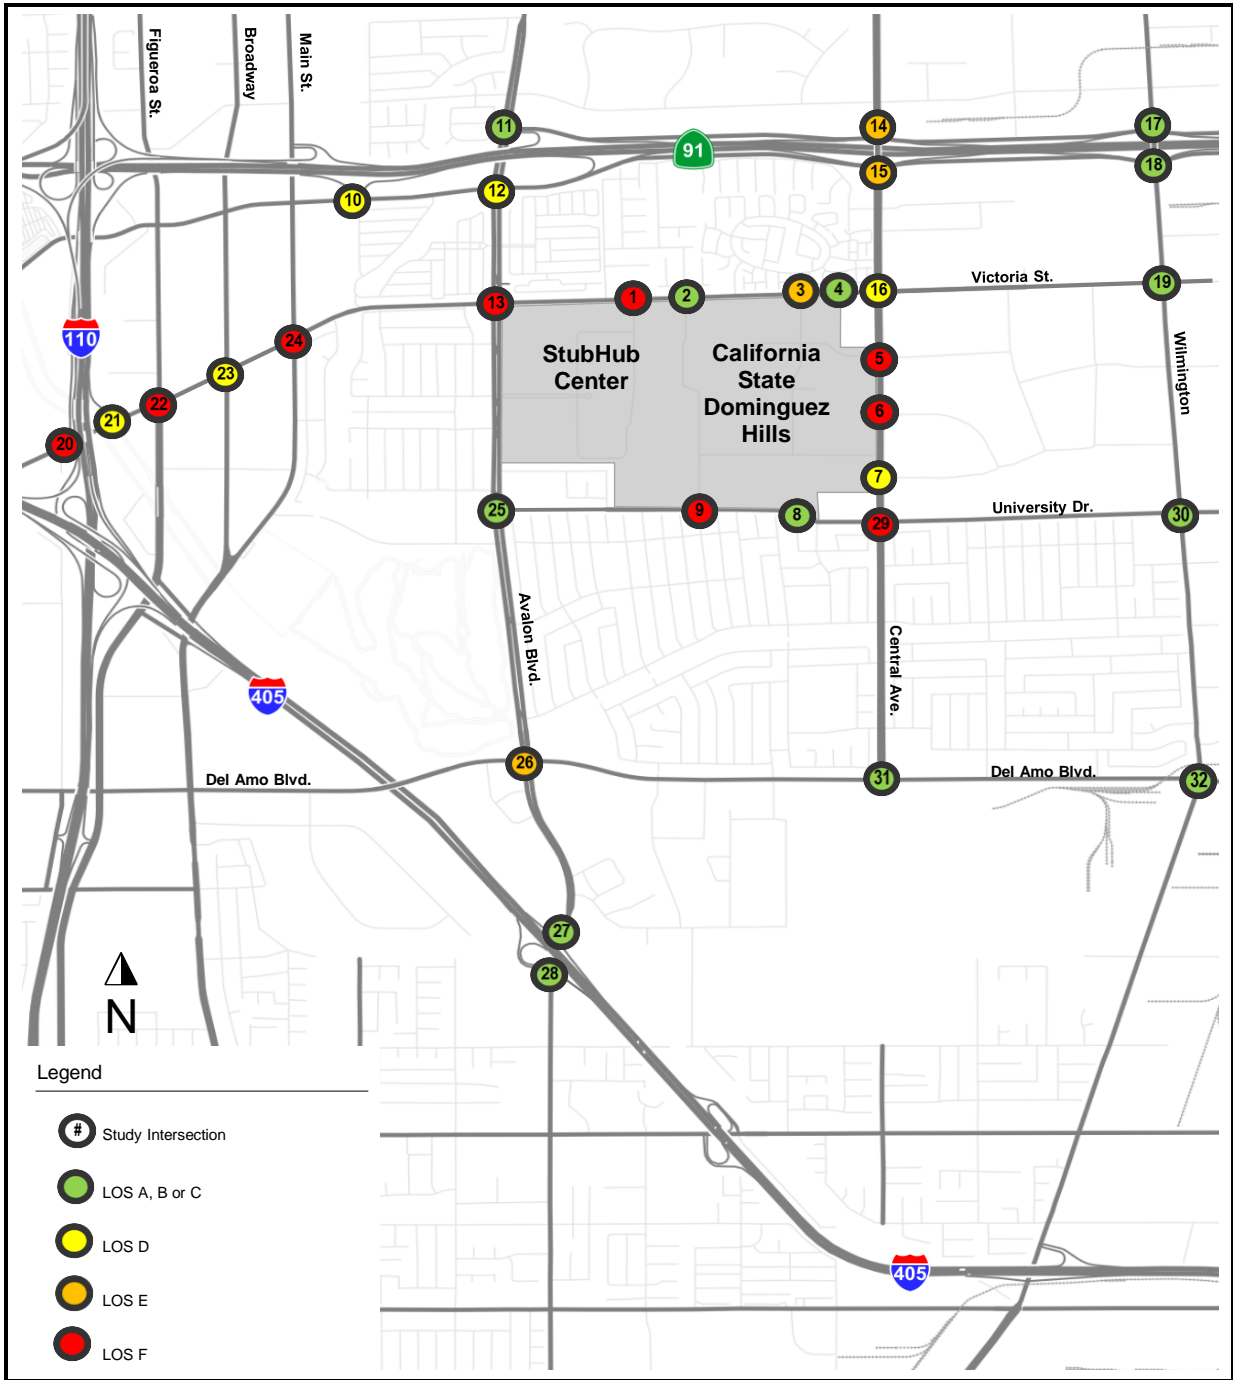 Figueroa St.
Broadway
Main St.
11
91
14
17
15
18
10
12
Victoria St.
13
1
2
3
4
16
19
110
24
StubHub
Center
California
State
Dominguez
Hills
Wilmington
5
23
21
22
6
20
7
25
9
8
29
University Dr.
30
Avalon Blvd.
Central Ave.
405
26
Del Amo Blvd.
31
Del Amo Blvd.
32
27
28
N
Legend
# Study Intersection
LOS A, B or C
LOS D
LOS E
LOS F
405